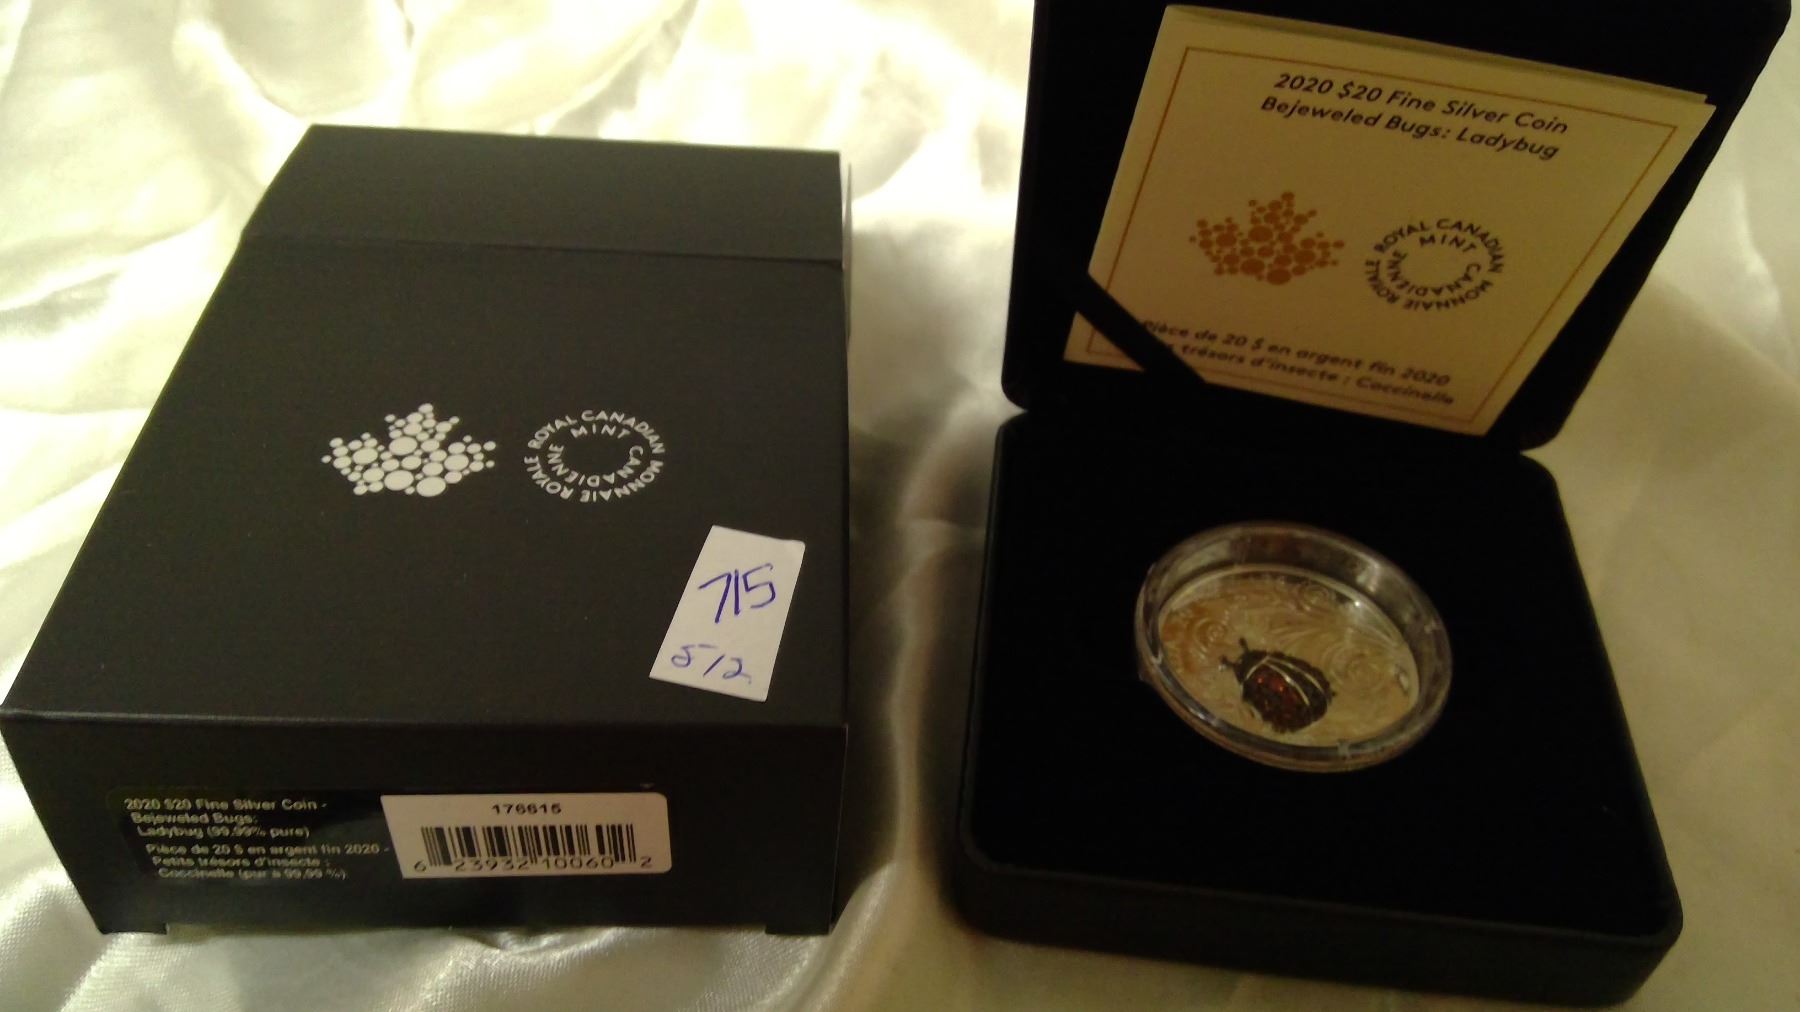 2020 $20 Fine Silver Coin
Bejeweled Bugs: Ladybug
ROYAL CANADIAN MINT
MONNAIE ROYALE CANADIENNE
Pièce de 20 $ en argent fin 2020
trésors d'insecte : Coccinelle
ROYAL CANADIAN MINT
MONNAIE ROYALE CANADIENNE
715
512
2020 $20 Fine Silver Coin -
Bejeweled Bugs:
Ladybug (99.99% pure)
Pièce de 20 $ en argent fin 2020 -
Petits trésors d'insecte :
Coccinelle (pur à 99,99 %)
176615
6 23932 10060 2